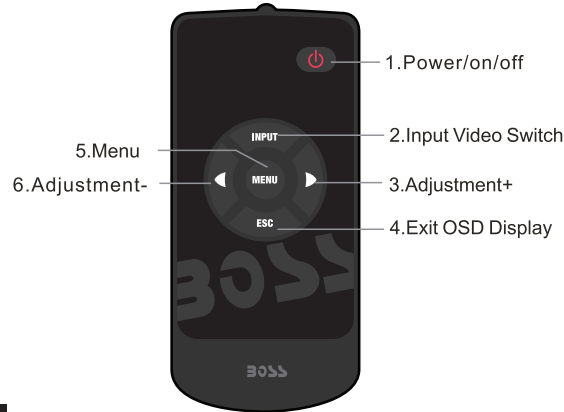 1.Power/on/off
INPUT
2.Input Video Switch
5.Menu
6.Adjustment-
MENU
3.Adjustment+
ESC
4.Exit OSD Display
BOSS
BOSS